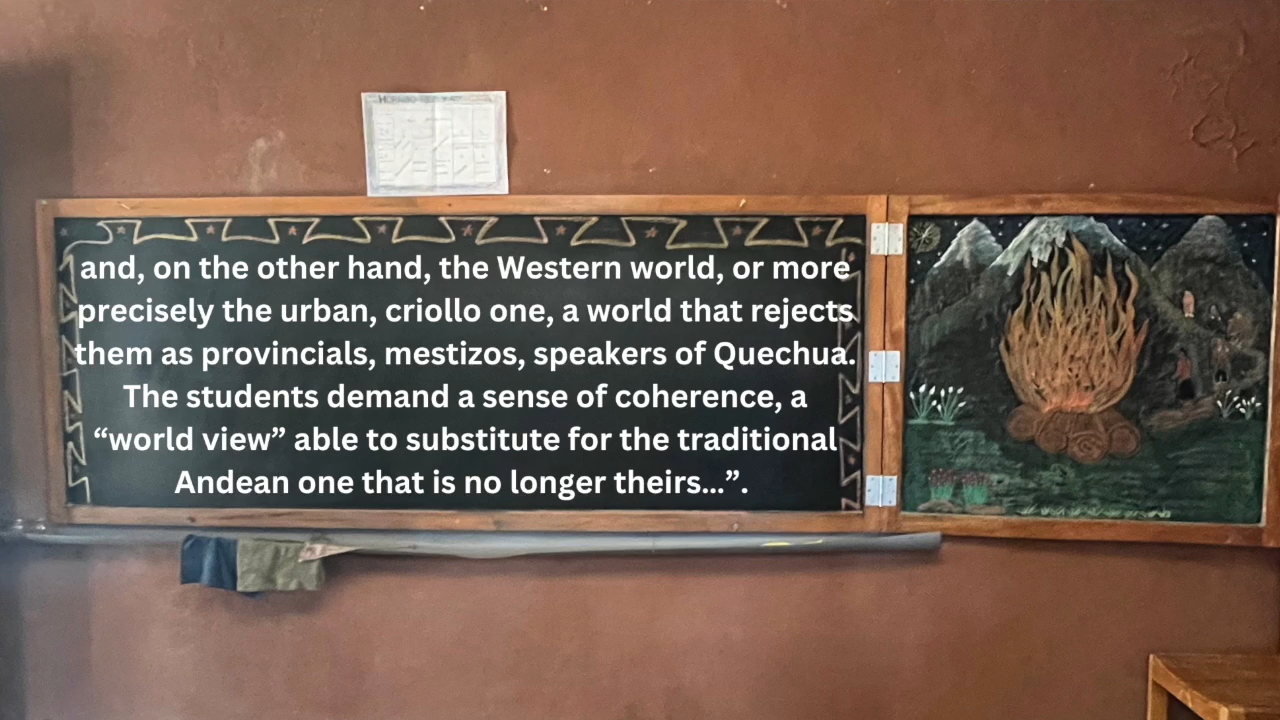 and, on the other hand, the Western world, or more
precisely the urban, criollo one, a world that rejects
them as provincials, mestizos, speakers of Quechua.
The students demand a sense of coherence, a
“world view” able to substitute for the traditional
Andean one that is no longer theirs...”.